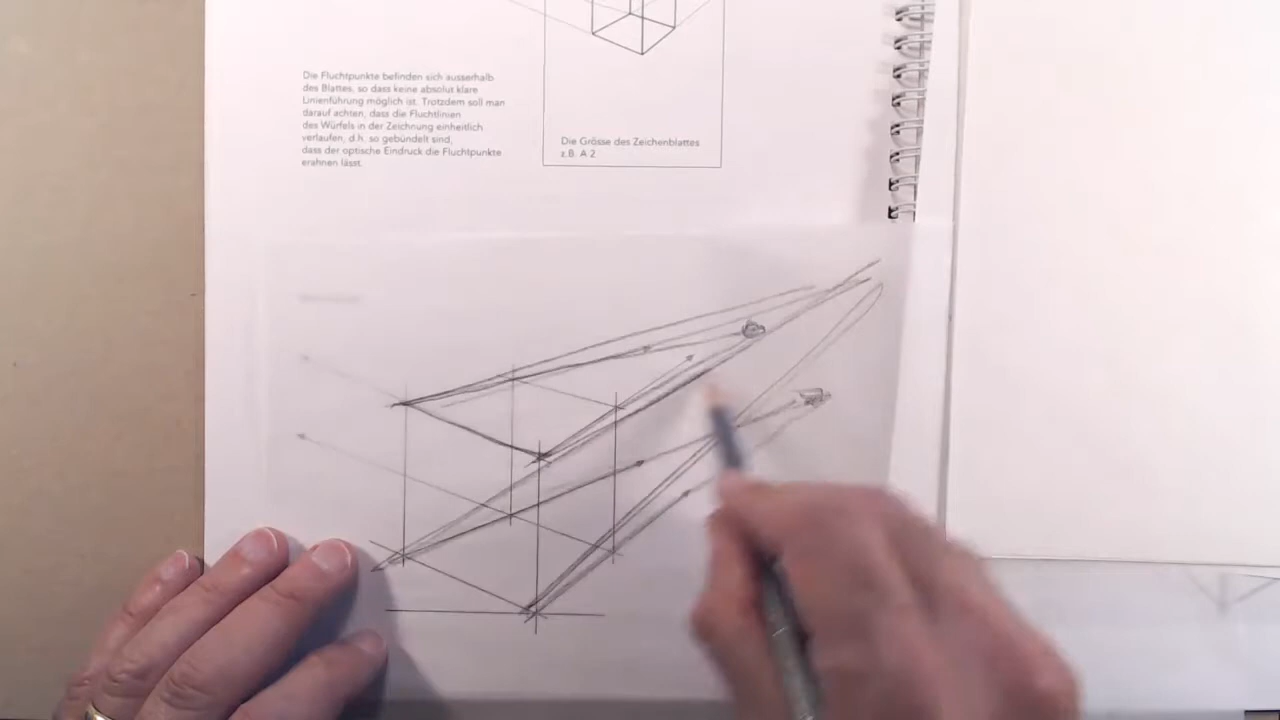 Die Fluchtpunkte befinden sich ausserhalb
des Blattes, so dass keine absolut klare
Linienführung möglich ist. Trotzdem soll man
darauf achten, dass die Fluchtlinien
des Würfels in der Zeichnung einheitlich
verlaufen, d.h. so gebündelt sind,
dass der optische Eindruck die Fluchtpunkte
erahnen lässt.
Die Grösse des Zeichenblattes
z.B. A 2